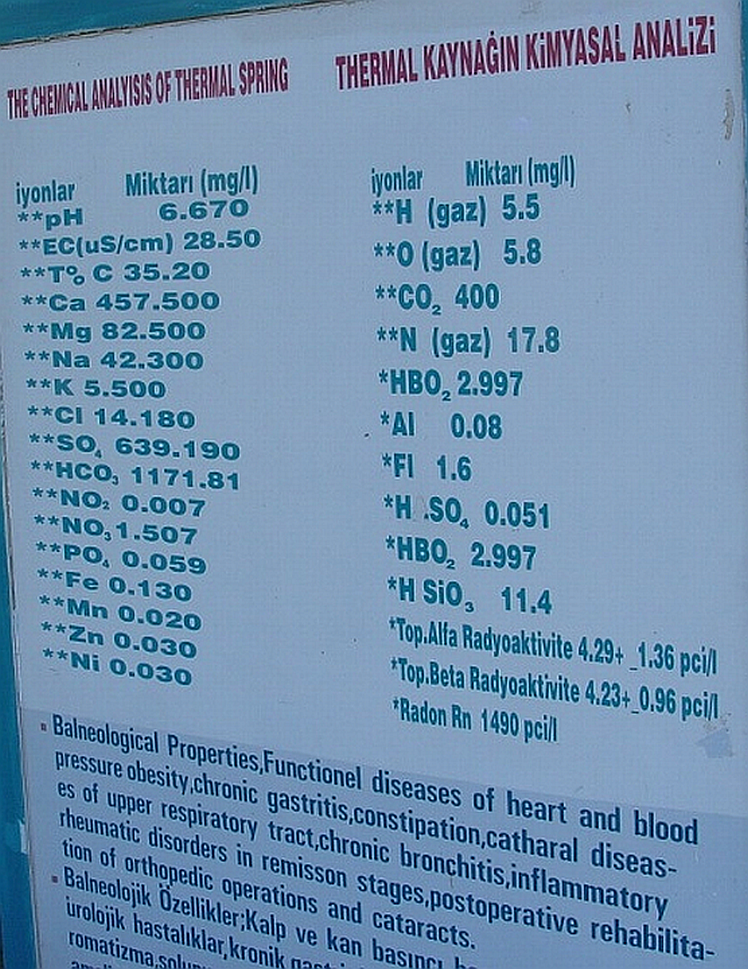 THE CHEMICAL ANALYISIS OF THERMAL SPRING
iyonlar Miktarı (mg/l)
**pH 6.670
**EC(uS/cm) 28.50
**T% C 35.20
**Ca 457.500
**Mg 82.500
**Na 42.300
**K 5.500
**Cl 14.180
**SO₄ 639.190
**HCO₃ 1171.81
**NO₂ 0.007
**NO₃ 1.507
**PO₄ 0.059
**Fe 0.130
**Mn 0.020
**Zn 0.030
**Ni 0.030
THERMAL KAYNAĞIN KiMYASAL ANALiZi
iyonlar Miktarı (mg/l)
**H (gaz) 5.5
**O (gaz) 5.8
**CO₂ 400
**N (gaz) 17.8
*HBO₂ 2.997
*Al 0.08
*Fl 1.6
*H .SO₄ 0.051
*HBO₂ 2.997
*H SiO₃ 11.4
*Top.Alfa Radyoaktivite 4.29+_1.36 pci/l
*Top.Beta Radyoaktivite 4.23+_0.96 pci/l
*Radon Rn 1490 pci/l
Balneological Properties,Functionel diseases of heart and blood
pressure obesity,chronic gastritis,constipation,catharal diseas-
es of upper respiratory tract,chronic bronchitis,inflammatory
rheumatic disorders in remisson stages,postoperative rehabilita-
tion of orthopedic operations and cataracts.
Balneolojik Özellikler;Kalp ve kan basıncı
ürolojik hastalıklar,kronik
romatizma,